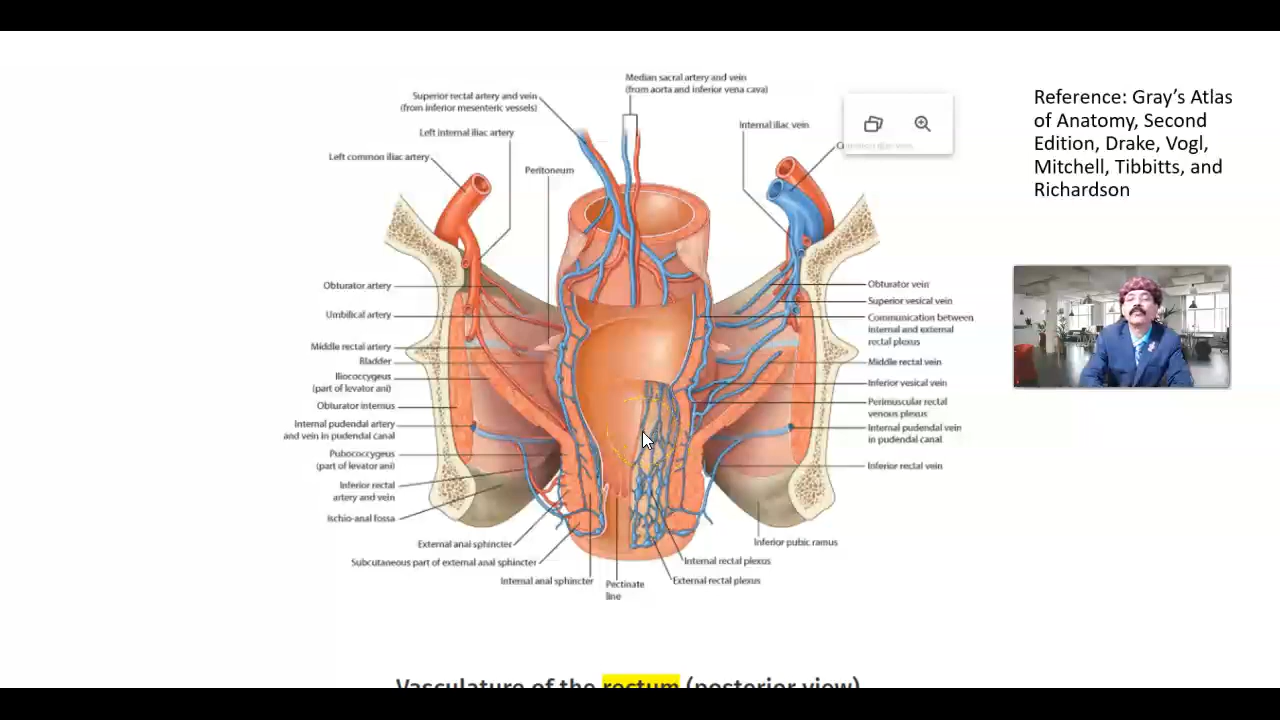 Median sacral artery and vein
(from aorta and inferior vena cava)
Superior rectal artery and vein
(from inferior mesenteric vessels)
Left internal iliac artery
Left common iliac artery
Peritoneum
Internal iliac vein
Reference: Gray’s Atlas
of Anatomy, Second
Edition, Drake, Vogl,
Mitchell, Tibbitts, and
Richardson
Obturator artery
Umbilical artery
Middle rectal artery
Bladder
Iliococcygeus
(part of levator ani)
Obturator internus
Internal pudendal artery
and vein in pudendal canal
Pubococcygeus
(part of levator ani)
Inferior rectal
artery and vein
Ischio-anal fossa
External anal sphincter
Subcutaneous part of external anal sphincter
Internal anal sphincter
Pectinate
line
Obturator vein
Superior vesical vein
Communication between
internal and external
rectal plexus
Middle rectal vein
Inferior vesical vein
Perimuscular rectal
venous plexus
Internal pudendal vein
in pudendal canal
Inferior rectal vein
Inferior pubic ramus
Internal rectal plexus
External rectal plexus
Vasculature of the rectum (posterior view)